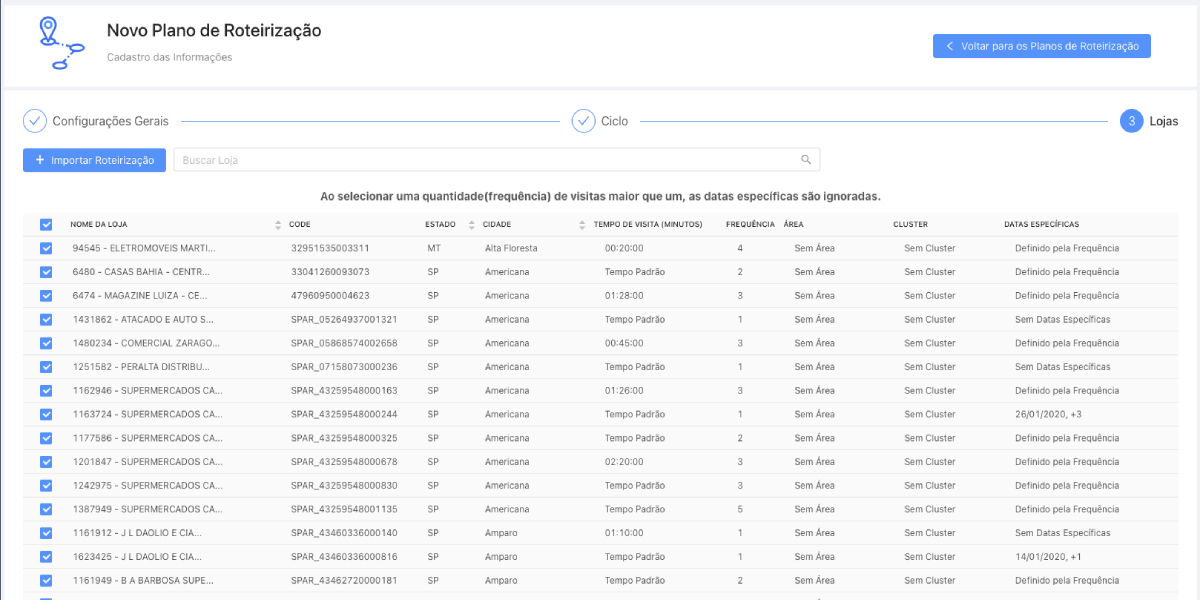 Novo Plano de Roteirização
Cadastro das Informações
Voltar para os Planos de Roteirização
Configurações Gerais
Ciclo
3 Lojas
+ Importar Roteirização Buscar Loja
Ao selecionar uma quantidade(frequência) de visitas maior que um, as datas específicas são ignoradas.
NOME DA LOJA CODE ESTADO CIDADE TEMPO DE VISITA (MINUTOS) FREQUÊNCIA ÁREA CLUSTER DATAS ESPECÍFICAS
94545 - ELETROMOVEIS MARTI... 32951535003311 MT Alta Floresta 00:20:00 4 Sem Área Sem Cluster Definido pela Frequência
6480 - CASAS BAHIA - CENTR... 33041260093073 SP Americana Tempo Padrão 2 Sem Área Sem Cluster Definido pela Frequência
6474 - MAGAZINE LUIZA - CE... 47960950004623 SP Americana 01:28:00 3 Sem Área Sem Cluster Definido pela Frequência
1431862 - ATACADO E AUTO S... SPAR_05264937001321 SP Americana Tempo Padrão 1 Sem Área Sem Cluster Sem Datas Específicas
1480234 - COMERCIAL ZARAGO... SPAR_05868574002658 SP Americana 00:45:00 3 Sem Área Sem Cluster Definido pela Frequência
1251582 - PERALTA DISTRIBU... SPAR_07158073000236 SP Americana Tempo Padrão 1 Sem Área Sem Cluster Sem Datas Específicas
1162946 - SUPERMERCADOS CA... SPAR_43259548000163 SP Americana 01:26:00 3 Sem Área Sem Cluster Definido pela Frequência
1163724 - SUPERMERCADOS CA... SPAR_43259548000244 SP Americana Tempo Padrão 1 Sem Área Sem Cluster 26/01/2020, +3
1177586 - SUPERMERCADOS CA... SPAR_43259548000325 SP Americana Tempo Padrão 2 Sem Área Sem Cluster Definido pela Frequência
1201847 - SUPERMERCADOS CA... SPAR_43259548000678 SP Americana 02:20:00 3 Sem Área Sem Cluster Definido pela Frequência
1242975 - SUPERMERCADOS CA... SPAR_43259548000830 SP Americana Tempo Padrão 3 Sem Área Sem Cluster Definido pela Frequência
1387949 - SUPERMERCADOS CA... SPAR_43259548001135 SP Americana Tempo Padrão 5 Sem Área Sem Cluster Definido pela Frequência
1161912 - J L DAOLIO E CIA... SPAR_43460336000140 SP Amparo 01:10:00 1 Sem Área Sem Cluster Sem Datas Específicas
1623425 - J L DAOLIO E CIA... SPAR_43460336000816 SP Amparo Tempo Padrão 1 Sem Área Sem Cluster 14/01/2020, +1
1161949 - B A BARBOSA SUPE... SPAR_43462720000181 SP Amparo Tempo Padrão 2 Sem Área Sem Cluster Definido pela Frequência